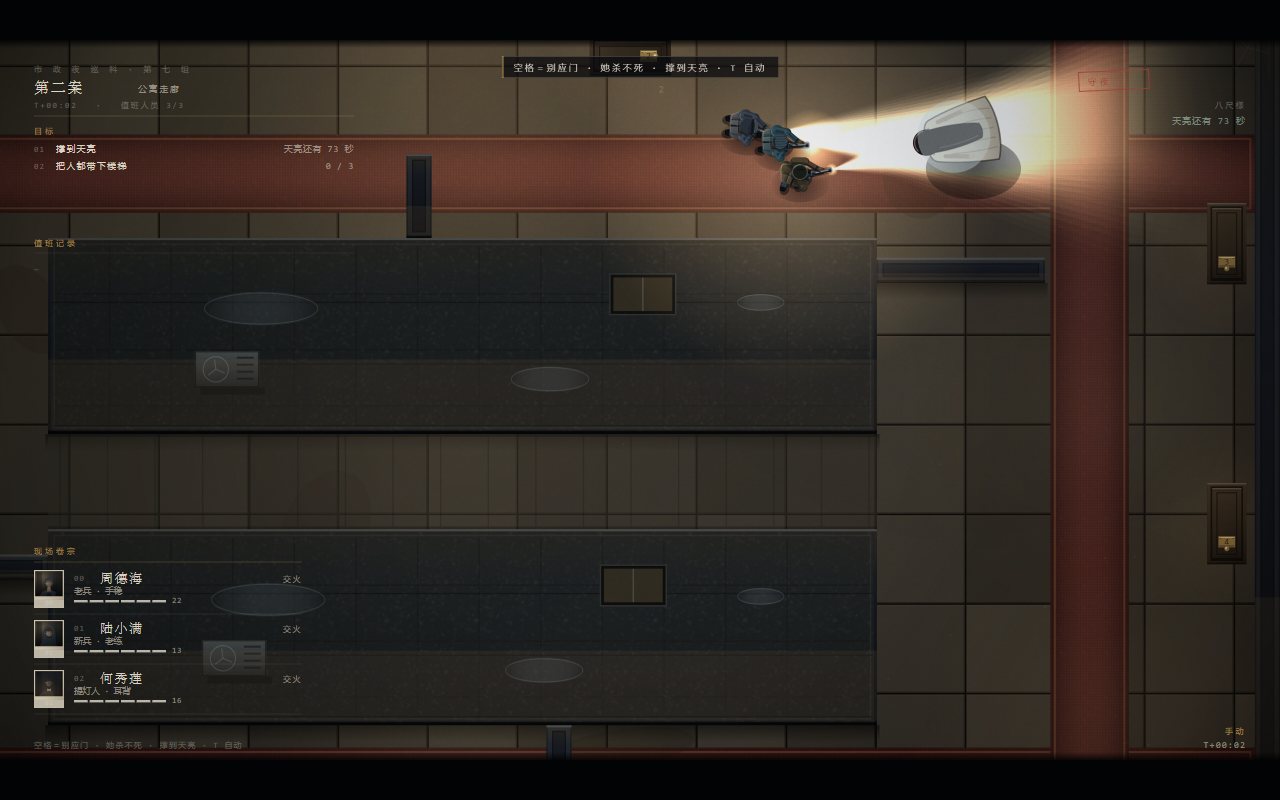 市政夜巡科·第七组
第二案 公寓走廊
T+00:02 · 值班人员 3/3
目标
01 撑到天亮 天亮还有 73 秒
02 把人都带下楼梯 0 / 3
空格=别应门 · 她杀不死 · 撑到天亮 · T 自动
2
守夜
八尺様
天亮还有 73 秒
值班记录
—
现场卷宗
00 周德海 交火
老兵 · 手稳
22
01 陆小满 交火
新兵 · 老练
13
02 何秀莲 交火
提灯人 · 耳背
16
空格=别应门 · 她杀不死 · 撑到天亮 · T 自动
4
手动
T+00:02